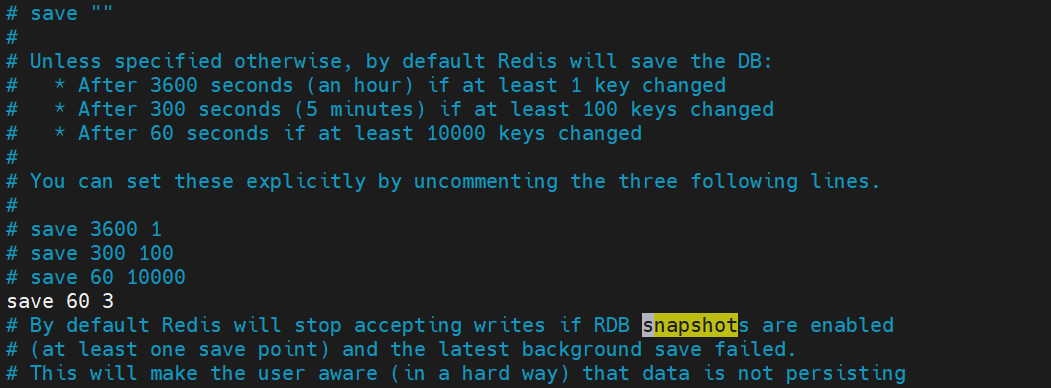 # save ""
#
# Unless specified otherwise, by default Redis will save the DB:
#   * After 3600 seconds (an hour) if at least 1 key changed
#   * After 300 seconds (5 minutes) if at least 100 keys changed
#   * After 60 seconds if at least 10000 keys changed
#
# You can set these explicitly by uncommenting the three following lines.
#
# save 3600 1
# save 300 100
# save 60 10000
save 60 3
# By default Redis will stop accepting writes if RDB snapshots are enabled
# (at least one save point) and the latest background save failed.
# This will make the user aware (in a hard way) that data is not persisting